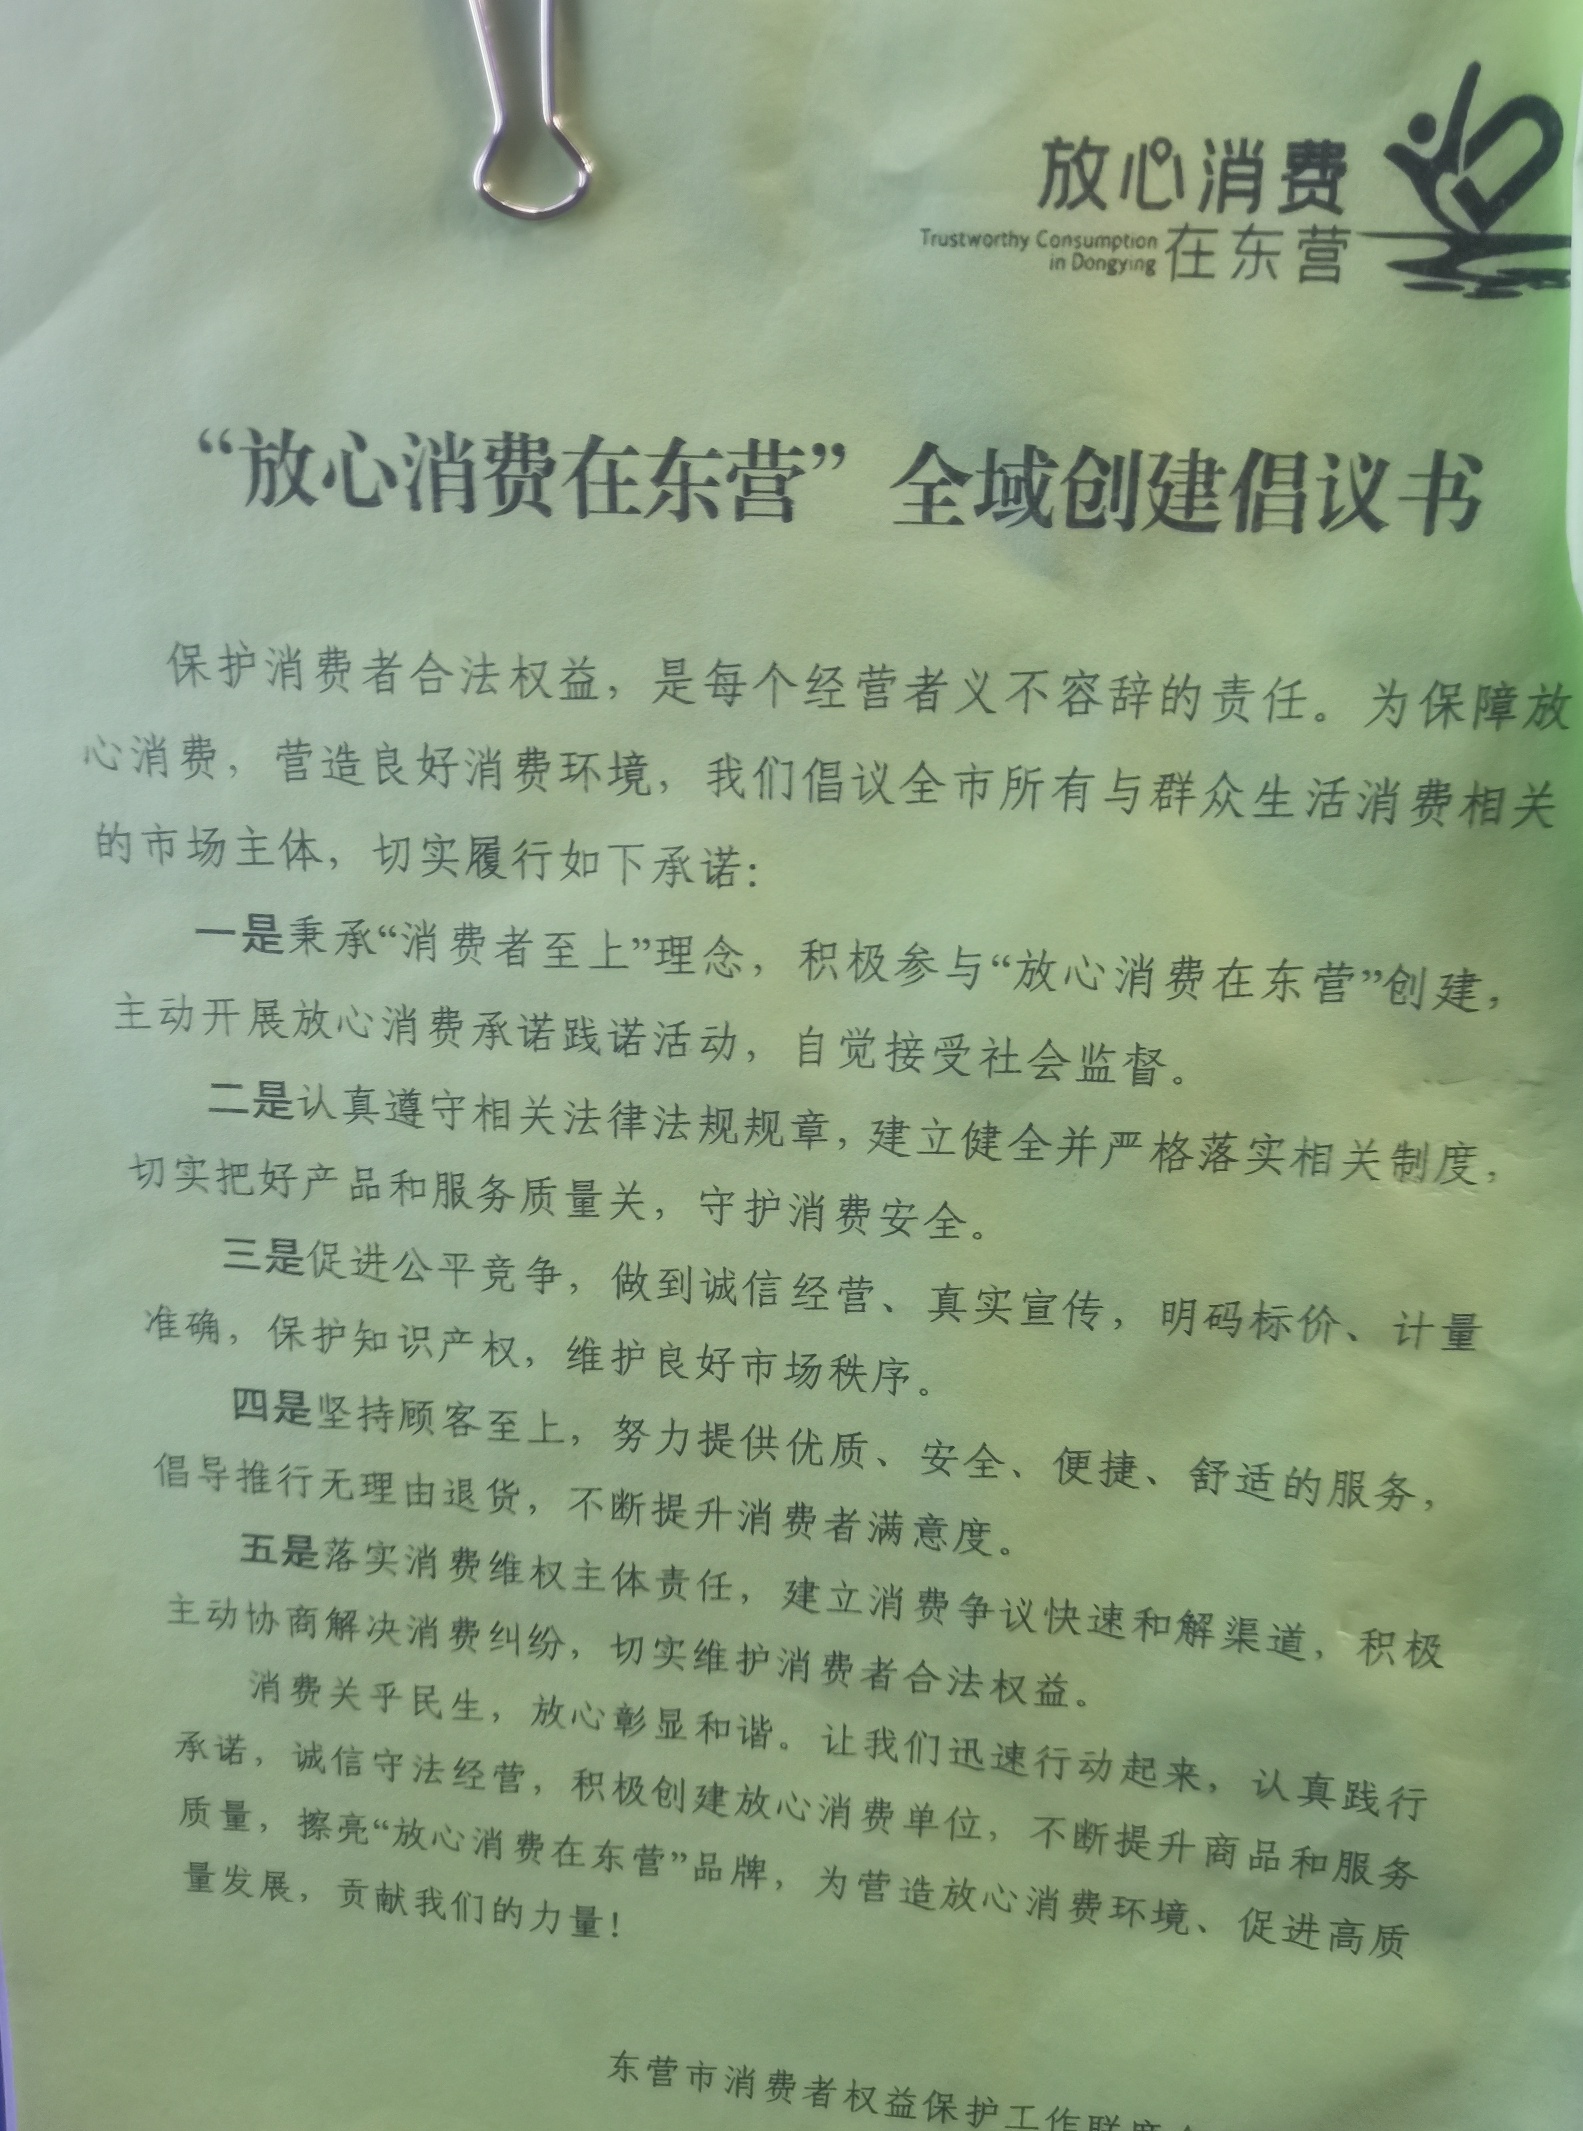 放心消费
Trustworthy Consumption
in Dongying
在东营
“放心消费在东营”全域创建倡议书
保护消费者合法权益，是每个经营者义不容辞的责任。为保障放
心消费，营造良好消费环境，我们倡议全市所有与群众生活消费相关
的市场主体，切实履行如下承诺：
一是秉承“消费者至上”理念，积极参与“放心消费在东营”创建，
主动开展放心消费承诺践诺活动，自觉接受社会监督。
二是认真遵守相关法律法规规章，建立健全并严格落实相关制度，
切实把好产品和服务质量关，守护消费安全。
三是促进公平竞争，做到诚信经营、真实宣传，明码标价、计量
准确，保护知识产权，维护良好市场秩序。
四是坚持顾客至上，努力提供优质、安全、便捷、舒适的服务，
倡导推行无理由退货，不断提升消费者满意度。
五是落实消费维权主体责任，建立消费争议快速和解渠道，积极
主动协商解决消费纠纷，切实维护消费者合法权益。
消费关乎民生，放心彰显和谐。让我们迅速行动起来，认真践行
承诺，诚信守法经营，积极创建放心消费单位，不断提升商品和服务
质量，擦亮“放心消费在东营”品牌，为营造放心消费环境、促进高质
量发展，贡献我们的力量！
东营市消费者权益保护工作联席